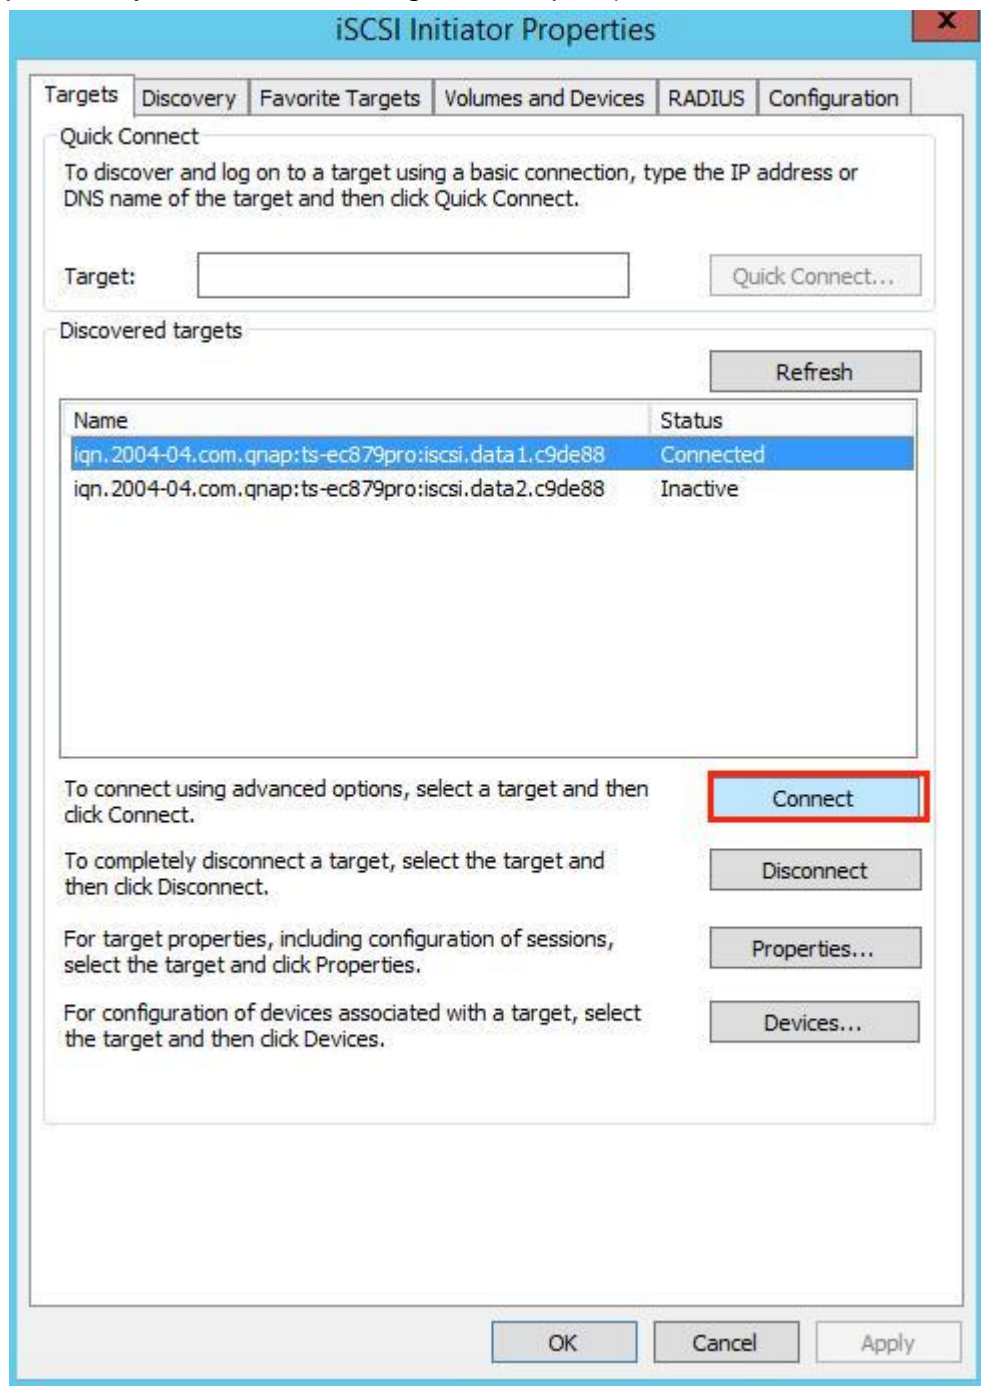 iSCSI Initiator Properties
x
Targets Discovery Favorite Targets Volumes and Devices RADIUS Configuration
Quick Connect
To discover and log on to a target using a basic connection, type the IP address or
DNS name of the target and then click Quick Connect.
Target: Quick Connect...
Discovered targets
Refresh
Name Status
iqn.2004-04.com.qnap:ts-ec879pro:iscsi.data1.c9de88 Connected
iqn.2004-04.com.qnap:ts-ec879pro:iscsi.data2.c9de88 Inactive
To connect using advanced options, select a target and then
click Connect.
Connect
To completely disconnect a target, select the target and
then click Disconnect.
Disconnect
For target properties, including configuration of sessions,
select the target and click Properties.
Properties...
For configuration of devices associated with a target, select
the target and then click Devices.
Devices...
OK Cancel Apply